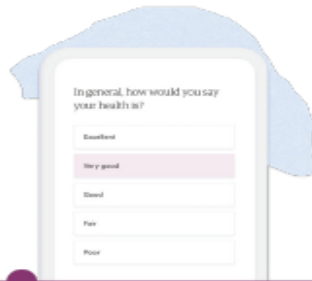 In general, how would you say
your health is?
Excellent
Very good
Good
Fair
Poor